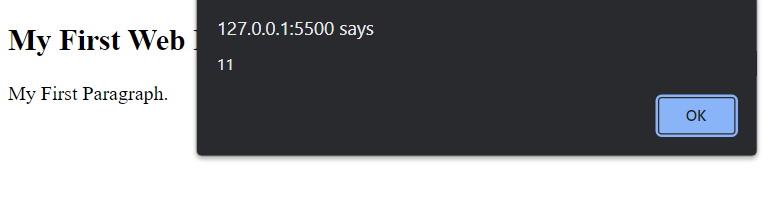 My First Web
127.0.0.1:5500 says
11
My First Paragraph.
OK